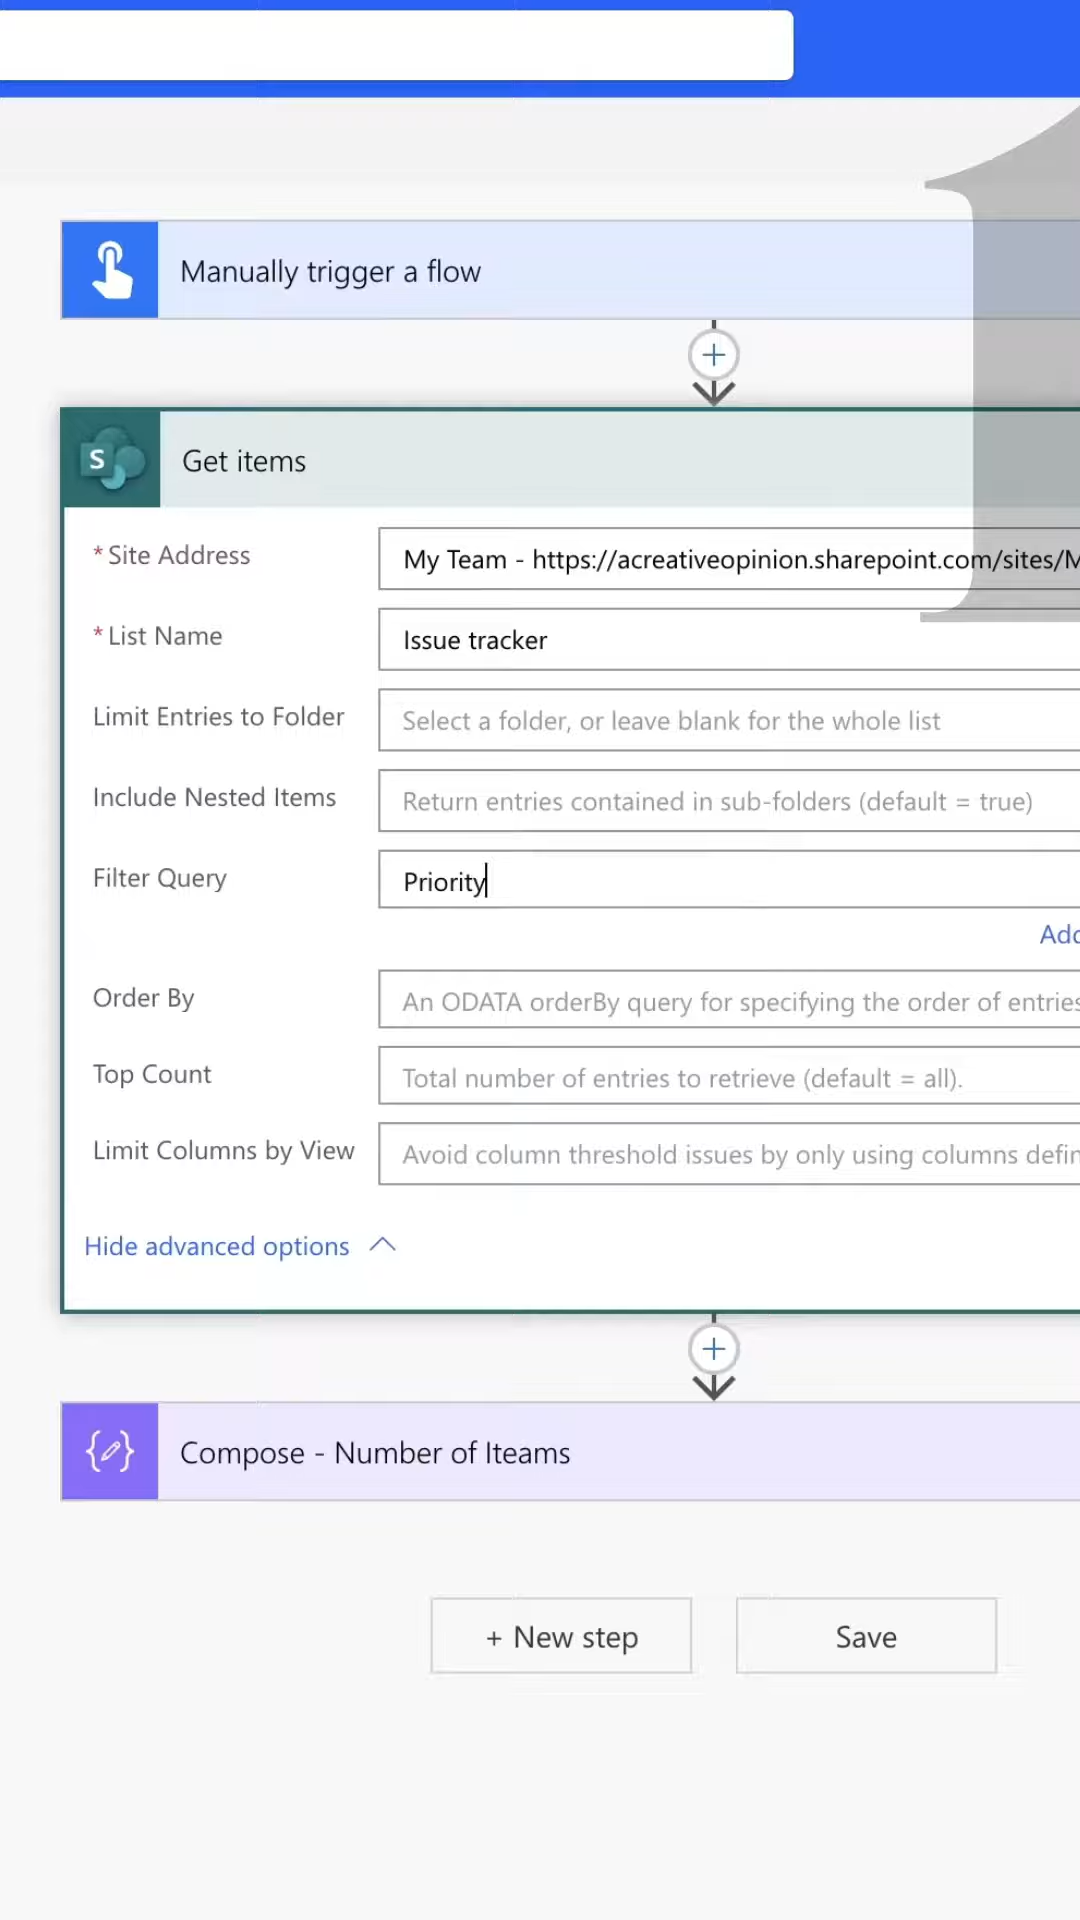 1
Manually trigger a flow
S
Get items
* Site Address
My Team - https://acreativeopinion.sharepoint.com/sites/M
* List Name
Issue tracker
Limit Entries to Folder
Select a folder, or leave blank for the whole list
Include Nested Items
Return entries contained in sub-folders (default = true)
Filter Query
Priority
Add
Order By
An ODATA orderBy query for specifying the order of entries
Top Count
Total number of entries to retrieve (default = all).
Limit Columns by View
Avoid column threshold issues by only using columns defin
Hide advanced options
Compose - Number of Iteams
+ New step
Save